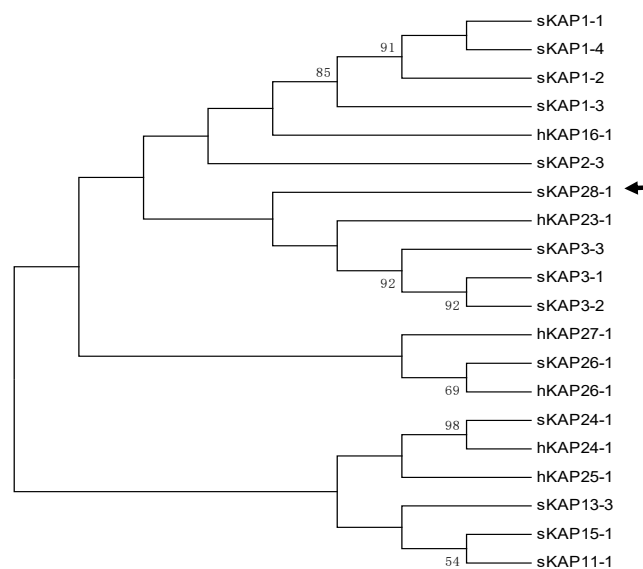 sKAP1-1
91
sKAP1-4
85
sKAP1-2
sKAP1-3
hKAP16-1
sKAP2-3
sKAP28-1
hKAP23-1
sKAP3-3
92
sKAP3-1
92
sKAP3-2
hKAP27-1
sKAP26-1
69
hKAP26-1
98
sKAP24-1
hKAP24-1
hKAP25-1
sKAP13-3
sKAP15-1
54
sKAP11-1